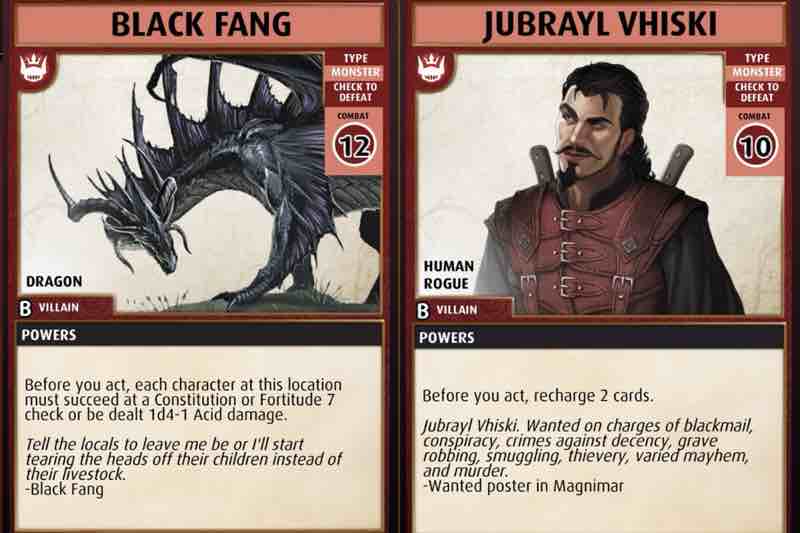 BLACK FANG
TYPE
MONSTER
CHECK TO
DEFEAT
COMBAT
12
DRAGON
B VILLAIN
POWERS
Before you act, each character at this location
must succeed at a Constitution or Fortitude 7
check or be dealt 1d4-1 Acid damage.
Tell the locals to leave me be or I'll start
tearing the heads off their children instead of
their livestock.
-Black Fang
JUBRAYL VHISKI
TYPE
MONSTER
CHECK TO
DEFEAT
COMBAT
10
HUMAN
ROGUE
B VILLAIN
POWERS
Before you act, recharge 2 cards.
Jubrayl Vhiski. Wanted on charges of blackmail,
conspiracy, crimes against decency, grave
robbing, smuggling, thievery, varied mayhem,
and murder.
-Wanted poster in Magnimar